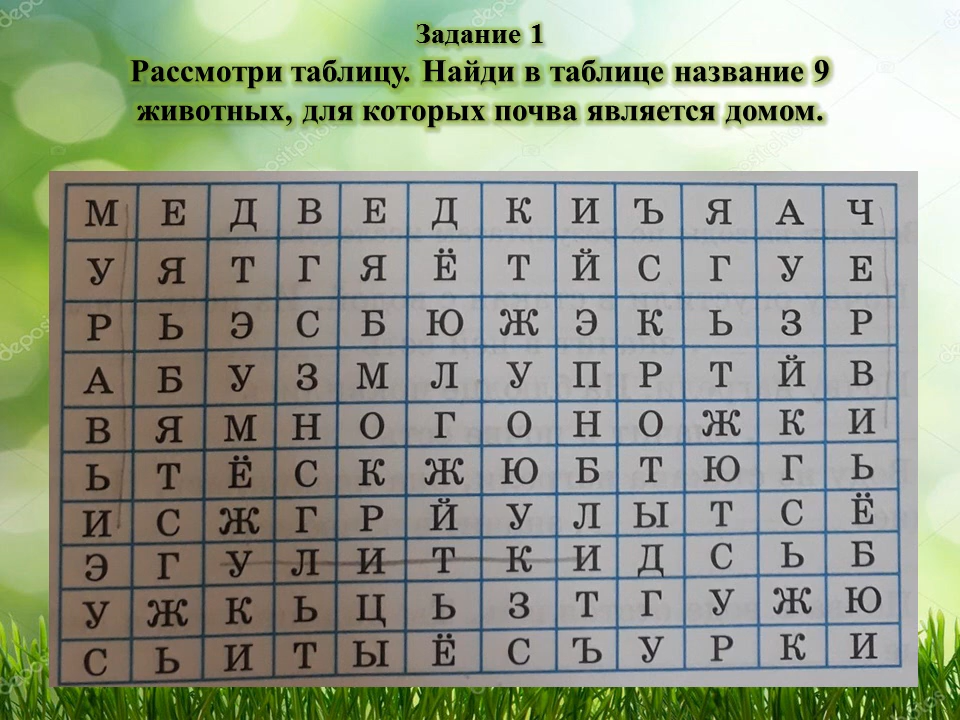 Задание 1
Рассмотри таблицу. Найди в таблице название 9
животных, для которых почва является домом.
М Е Д В Е Д К И Ъ Я А Ч
У Я Т Г Я Ё Т Й С Г У Е
Р Ь Э С Б Ю Ж Э К Ь З Р
А Б У З М Л У П Р Т Й В
В Я М Н О Г О Н О Ж К И
Ь Т Ё С К Ж Ю Б Т Ю Г Ь
И С Ж Г Р Й У Л Ы Т С Ё
Э Г У Л И Т К И Д С Ь Б
У Ж К Ь Ц Ь З Т Г У Ж Ю
С Ь И Т Ы Ё С Ъ У Р К И